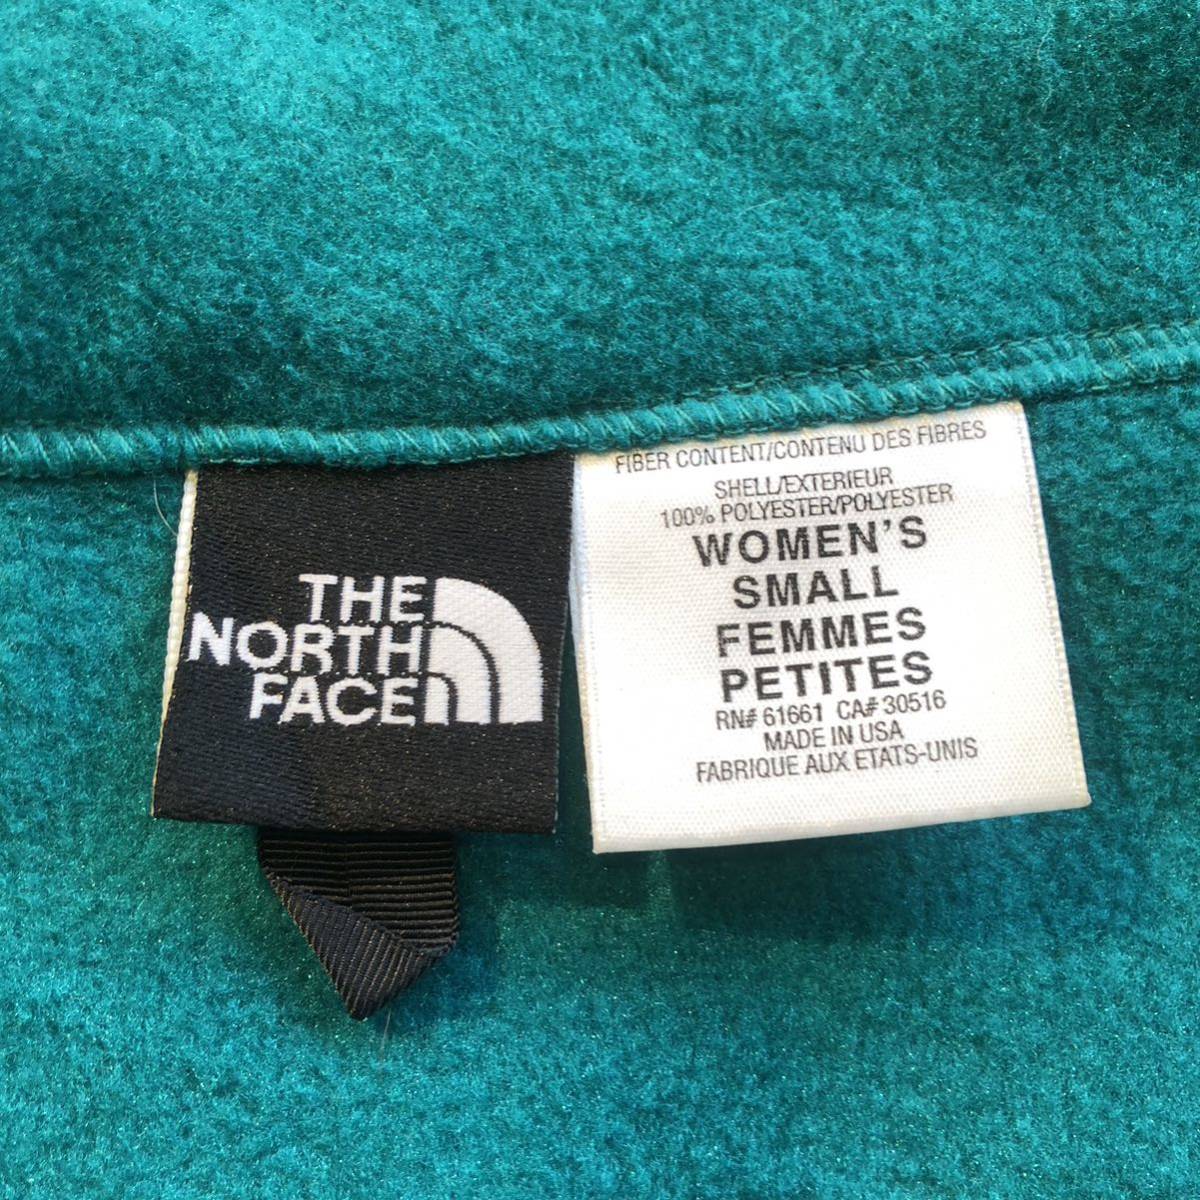 THE
NORTH
FACE
FIBER CONTENT/CONTENU DES FIBRES
SHELL/EXTERIEUR
100% POLYESTER/POLYESTER
WOMEN'S
SMALL
FEMMES
PETITES
RN# 61661 CA# 30516
MADE IN USA
FABRIQUE AUX ETATS-UNIS